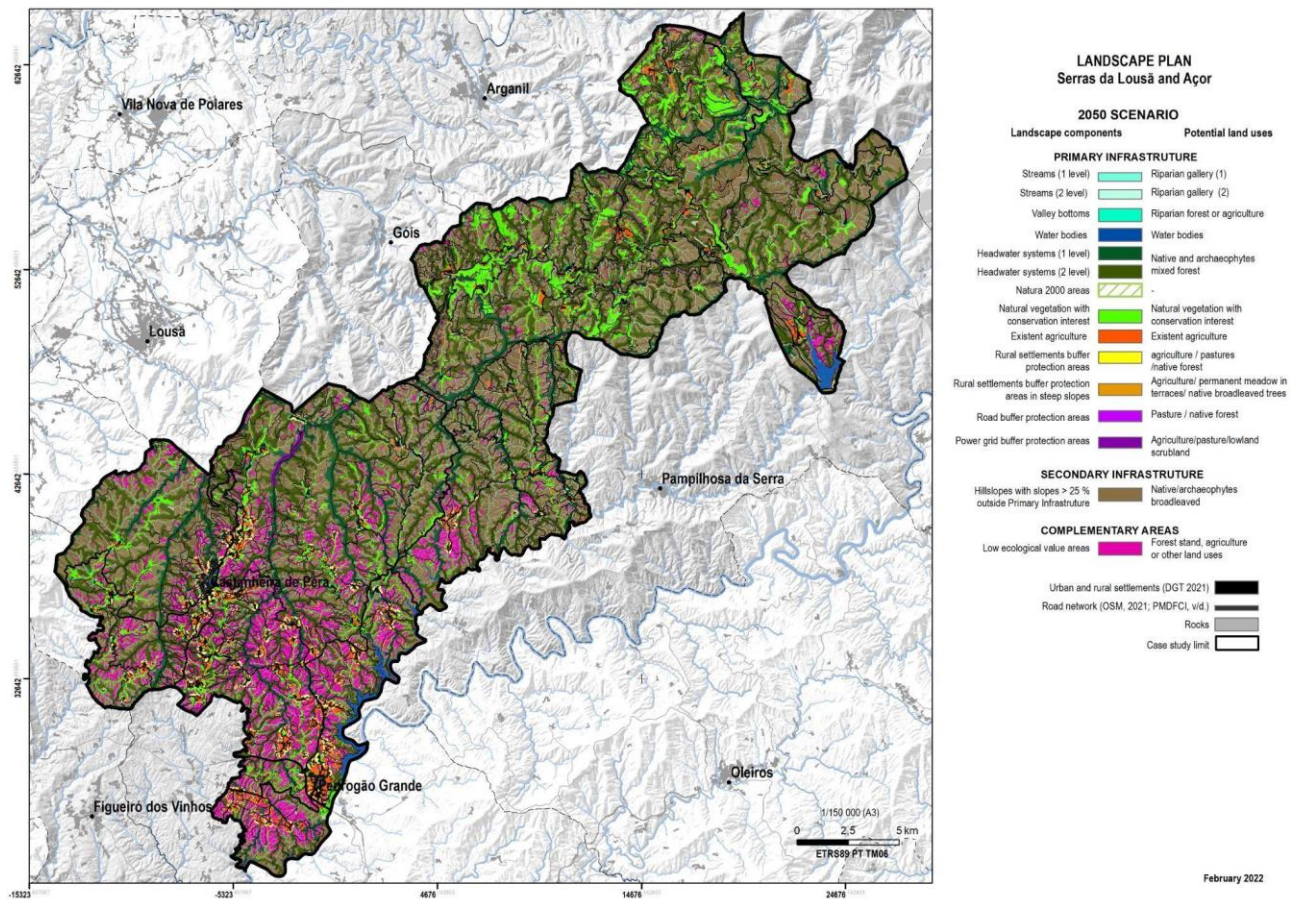 LANDSCAPE PLAN
Serras da Lousã and Açor
2050 SCENARIO
Landscape components Potential land uses
PRIMARY INFRASTRUTURE
Streams (1 level) Riparian gallery (1)
Streams (2 level) Riparian gallery (2)
Valley bottoms Riparian forest or agriculture
Water bodies Water bodies
Headwater systems (1 level)
Headwater systems (2 level)
Native and archaeophytes
mixed forest
Natura 2000 areas -
Natural vegetation with Natural vegetation with
conservation interest conservation interest
Existent agriculture Existent agriculture
Rural settlements buffer agriculture / pastures
protection areas /native forest
Rural settlements buffer protection Agriculture/ permanent meadow in
areas in steep slopes terraces/ native broadleaved trees
Road buffer protection areas Pasture / native forest
Power grid buffer protection areas Agriculture/pasture/lowland
scrubland
SECONDARY INFRASTRUTURE
Hillslopes with slopes > 25 % Native/archaeophytes
outside Primary Infrastruture broadleaved
COMPLEMENTARY AREAS
Low ecological value areas Forest stand, agriculture
or other land uses
Urban and rural settlements (DGT 2021)
Road network (OSM, 2021; PMDFCI, v/d.)
Rocks
Case study limit
February 2022
Vila Nova de Poiares
Arganil
Góis
Lousã
Pampilhosa da Serra
Castanheira de Pêra
Pedrogão Grande
Oleiros
Figueiró dos Vinhos
1/150 000 (A3)
0 2,5 5 km
ETRS89 PT TM06
62642
52642
42642
32642
-15323 -5323 4676 14676 24676